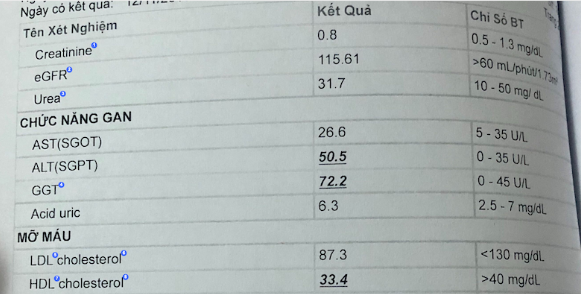 Ngày có kết quả: 12/11/
Tên Xét Nghiệm Kết Quả Chỉ Số BT
Creatinine 0.8 0.5 - 1.3 mg/dL
eGFR 115.61 >60 mL/phút/1.73m²
Urea 31.7 10 - 50 mg/ dL
CHỨC NĂNG GAN
AST(SGOT) 26.6 5 - 35 U/L
ALT(SGPT) 50.5 0 - 35 U/L
GGT 72.2 0 - 45 U/L
Acid uric 6.3 2.5 - 7 mg/dL
MỠ MÁU
LDL cholesterol 87.3 <130 mg/dL
HDL cholesterol 33.4 >40 mg/dL